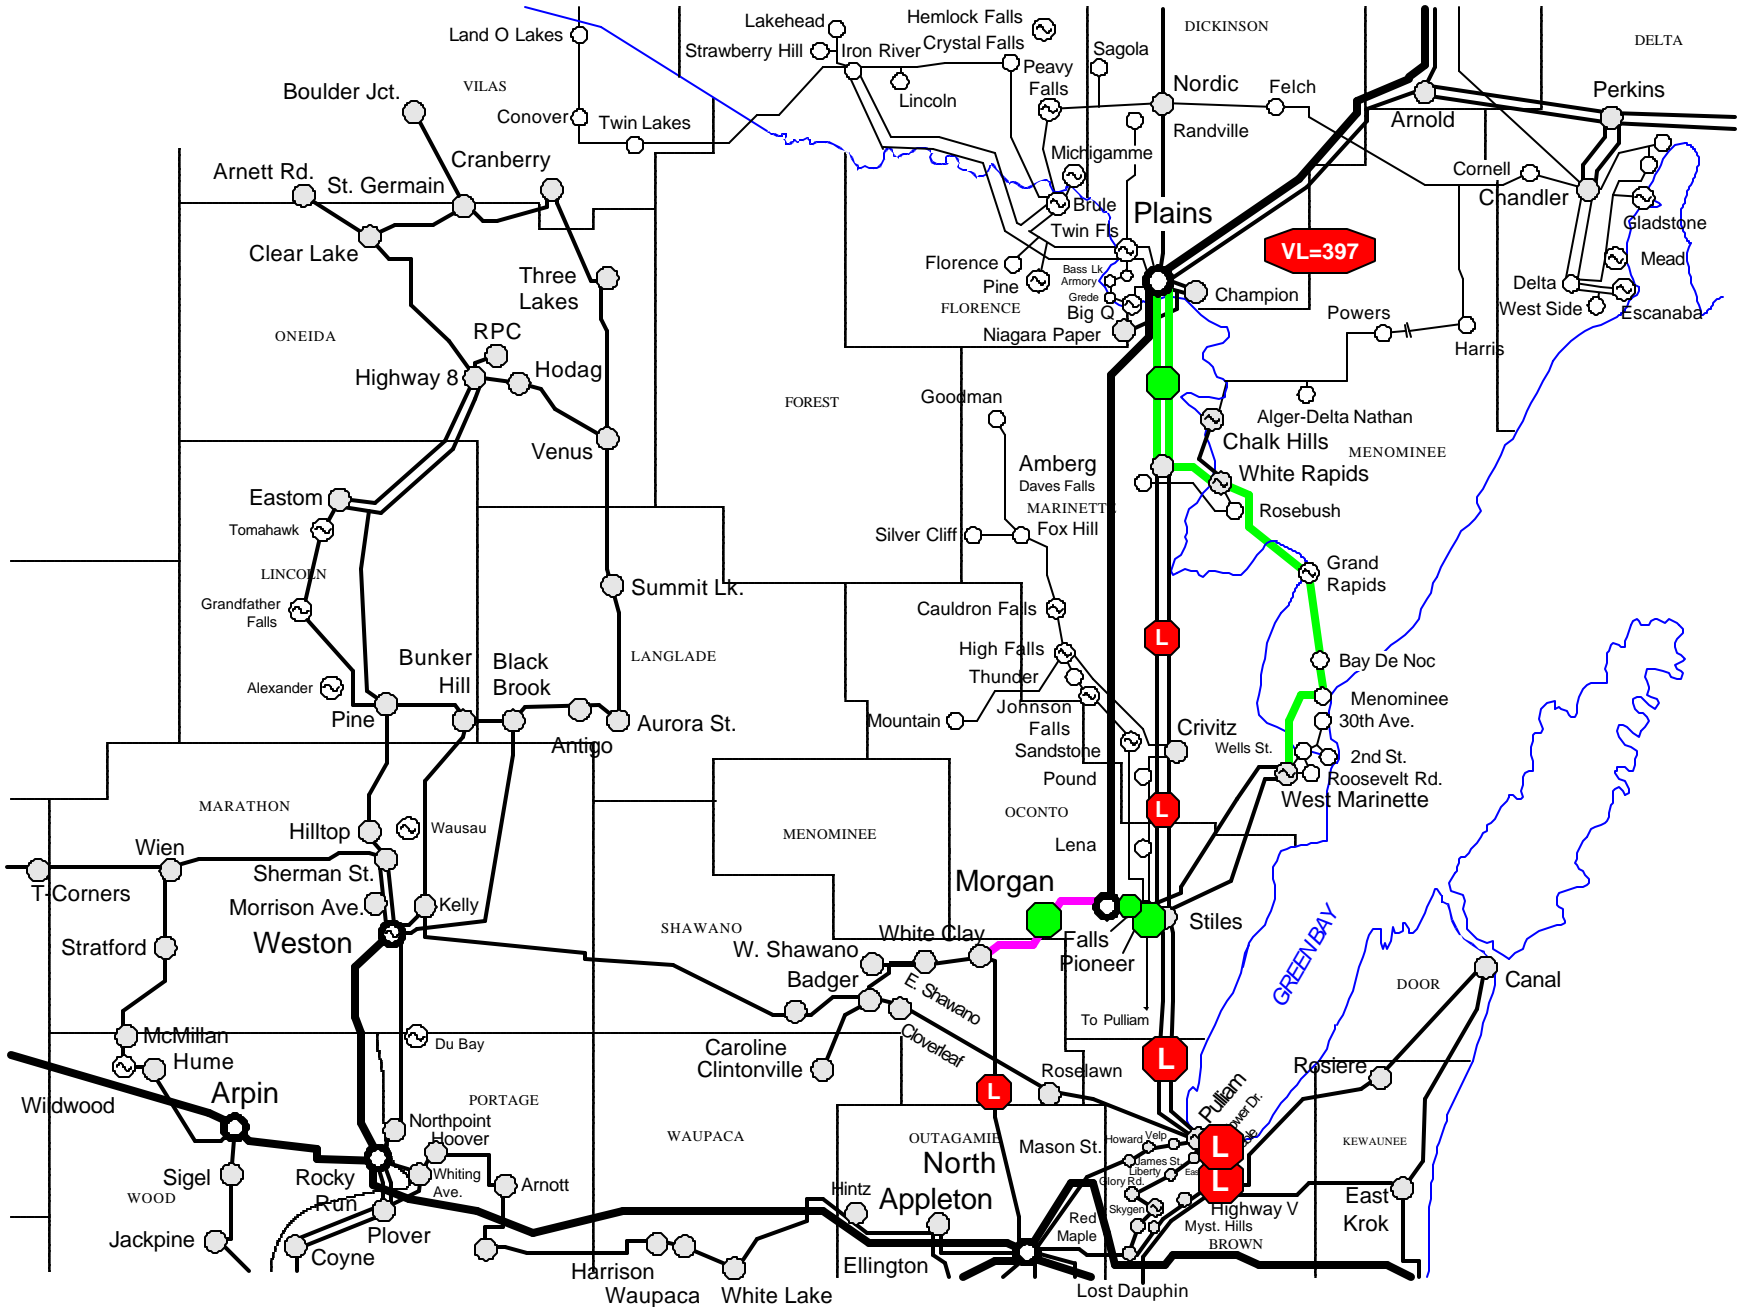 Lakehead
Hemlock Falls
DICKINSON
DELTA
Land O Lakes
Strawberry Hill
Iron River
Crystal Falls
Sagola
VILAS
Boulder Jct.
Peavy
Falls
Nordic
Felch
Perkins
Lincoln
Conover
Twin Lakes
Randville
Arnold
Michigamme
Cranberry
Arnett Rd.
St. Germain
Cornell
Chandler
Brule
Plains
Gladstone
Twin Fls
Clear Lake
VL=397
Mead
Three
Lakes
Florence
Bass Lk.
Armory
Pine
Grede
Champion
Delta
FLORENCE
Big Q
Powers
West Side
Escanaba
ONEIDA
RPC
Niagara Paper
Harris
Highway 8
Hodag
Goodman
FOREST
Alger-Delta Nathan
Chalk Hills
Venus
Amberg
MENOMINEE
Daves Falls
White Rapids
Eastom
MARINETTE
Rosebush
Tomahawk
Silver Cliff
Fox Hill
Grand
Rapids
LINCOLN
Summit Lk.
Grandfather
Falls
Cauldron Falls
L
Bunker
Hill
Black
Brook
LANGLADE
High Falls
Bay De Noc
Thunder
Alexander
Menominee
Pine
Johnson
Falls
Mountain
30th Ave.
Aurora St.
Crivitz
Antigo
Sandstone
Wells St.
2nd St.
Pound
Roosevelt Rd.
West Marinette
MARATHON
OCONTO
L
Hilltop
Wausau
MENOMINEE
Wien
Lena
Sherman St.
T-Corners
Morgan
Morrison Ave.
Kelly
SHAWANO
Stiles
Weston
White Clay
Falls
Stratford
W. Shawano
Pioneer
GREEN BAY
Badger
E. Shawano
DOOR
Canal
To Pulliam
McMillan
Du Bay
Cloverleaf
Caroline
Clintonville
Hume
L
Rosiere
Roselawn
Arpin
L
Wildwood
PORTAGE
Pulliam
Northpoint
Hoover
WAUPACA
OUTAGAMIE
Mason St.
Howard
Velp
L
KEWAUNEE
North
Appleton
James St.
Liberty
Sigel
Rocky
Run
Whiting
Ave.
Glory Rd.
L
WOOD
Arnott
Hintz
Skygen
Highway V
East
Krok
Red
Maple
Myst. Hills
Jackpine
Plover
BROWN
Coyne
Harrison
Ellington
Waupaca
White Lake
Lost Dauphin